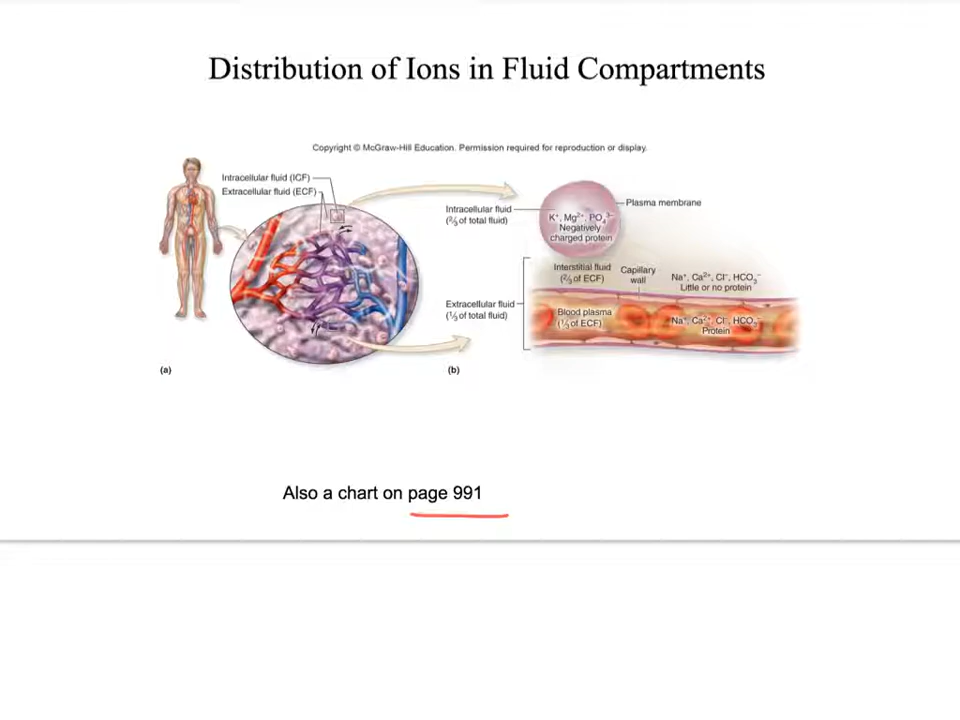 Distribution of Ions in Fluid Compartments
Copyright © McGraw-Hill Education. Permission required for reproduction or display.
Intracellular fluid (ICF)
Extracellular fluid (ECF)
(a)
Intracellular fluid
(⅔ of total fluid)
K⁺, Mg²⁺, PO₄³⁻
Negatively
charged protein
Plasma membrane
Extracellular fluid
(⅓ of total fluid)
Interstitial fluid
(⅔ of ECF)
Capillary
wall
Na⁺, Ca²⁺, Cl⁻, HCO₃⁻
Little or no protein
Blood plasma
(⅓ of ECF)
Na⁺, Ca²⁺, Cl⁻, HCO₃⁻
Protein
(b)
Also a chart on page 991